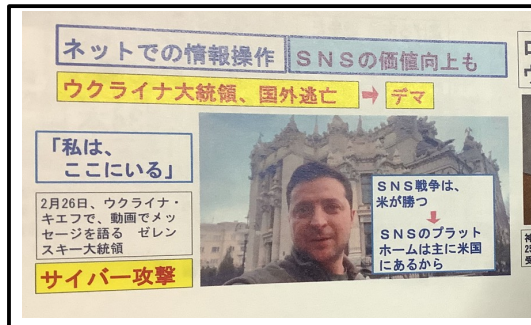 ネットでの情報操作
SNSの価値向上も
ウクライナ大統領、国外逃亡 ➡ デマ
「私は、
ここにいる」
2月26日、ウクライナ・
キエフで、動画でメッ
セージを語る　ゼレン
スキー大統領
サイバー攻撃
SNS戦争は、
米が勝つ
⬇
SNSのプラット
ホームは主に米国
にあるから